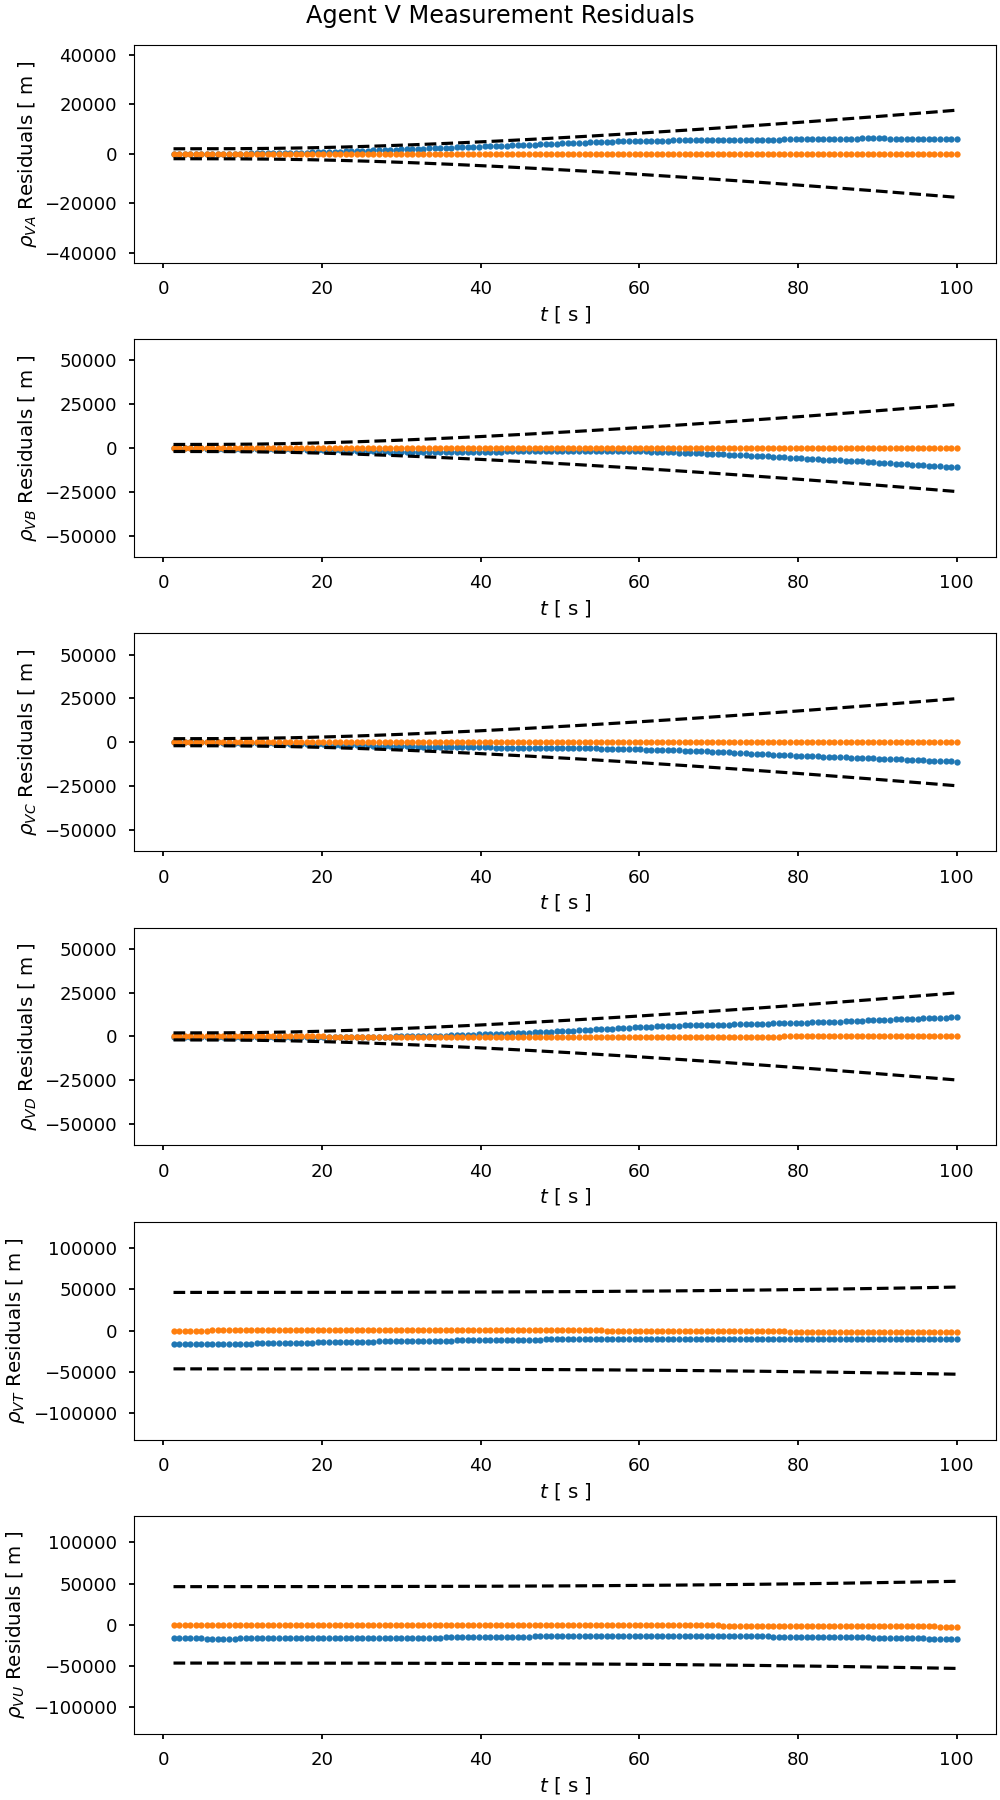 Agent V Measurement Residuals
40000
20000
0
−20000
−40000
ρVA Residuals [ m ]
0 20 40 60 80 100
t [ s ]
50000
25000
0
−25000
−50000
ρVB Residuals [ m ]
0 20 40 60 80 100
t [ s ]
50000
25000
0
−25000
−50000
ρVC Residuals [ m ]
0 20 40 60 80 100
t [ s ]
50000
25000
0
−25000
−50000
ρVD Residuals [ m ]
0 20 40 60 80 100
t [ s ]
100000
50000
0
−50000
−100000
ρVT Residuals [ m ]
0 20 40 60 80 100
t [ s ]
100000
50000
0
−50000
−100000
ρVU Residuals [ m ]
0 20 40 60 80 100
t [ s ]